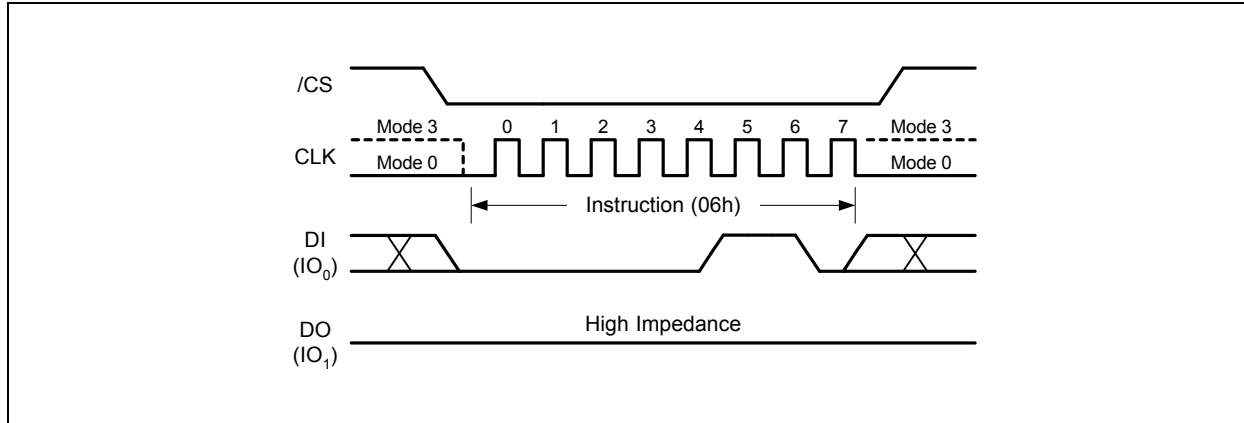 /CS
Mode 3 0 1 2 3 4 5 6 7 Mode 3
CLK
Mode 0 Mode 0
Instruction (06h)
DI
(IO0)
High Impedance
DO
(IO1)